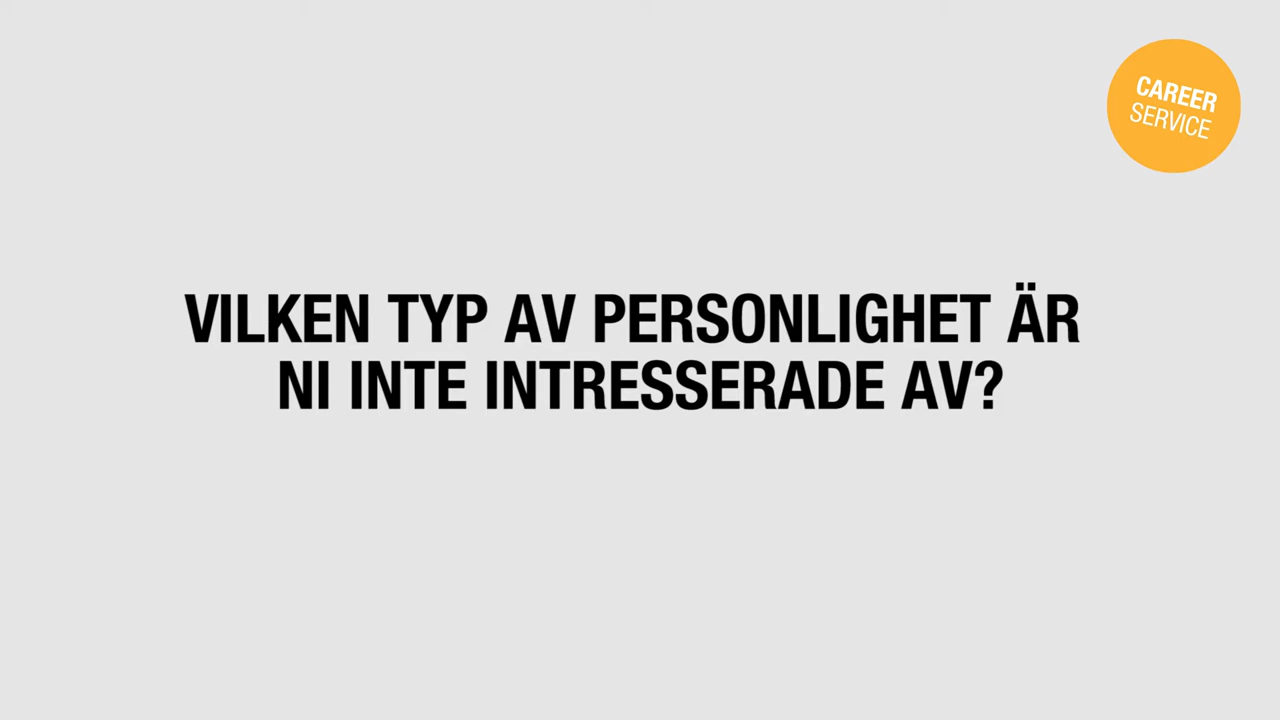 CAREER
SERVICE
VILKEN TYP AV PERSONLIGHET ÄR
NI INTE INTRESSERADE AV?